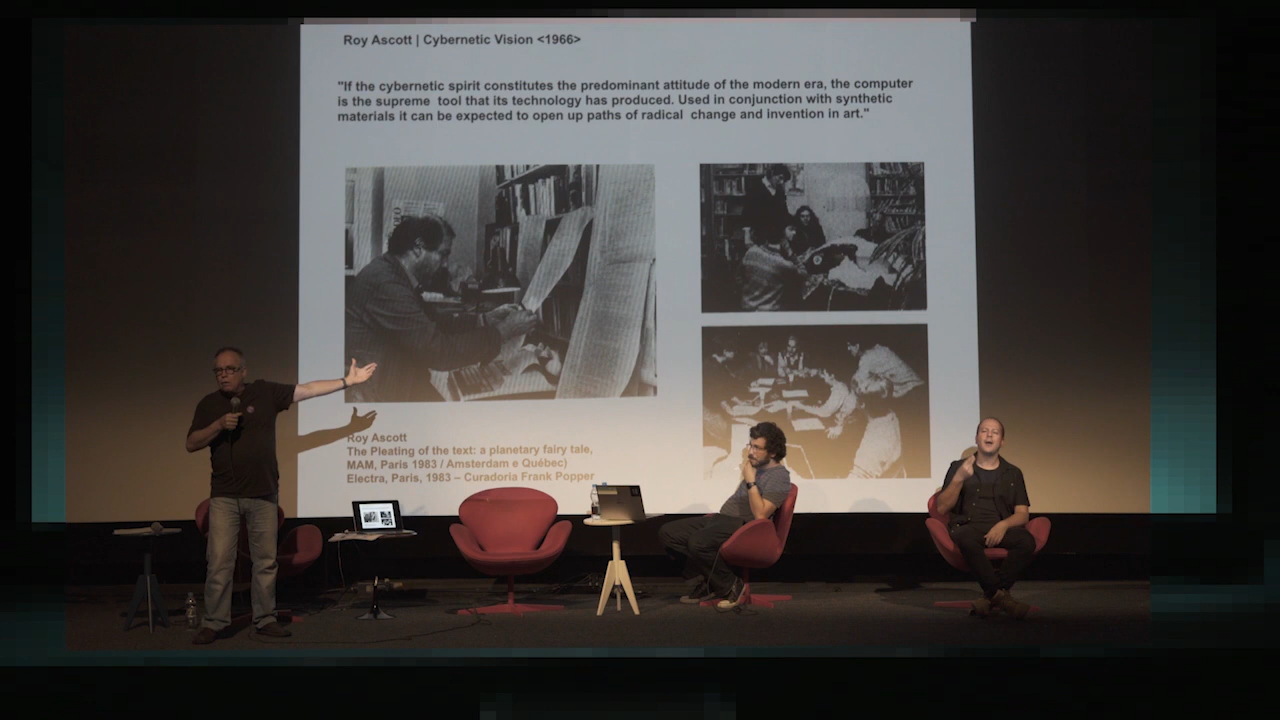 Roy Ascott | Cybernetic Vision <1966>
"If the cybernetic spirit constitutes the predominant attitude of the modern era, the computer
is the supreme tool that its technology has produced. Used in conjunction with synthetic
materials it can be expected to open up paths of radical change and invention in art."
Roy Ascott
The Pleating of the text: a planetary fairy tale,
MAM, Paris 1983 / Amsterdam e Québec)
Electra, Paris, 1983 – Curadoria Frank Popper